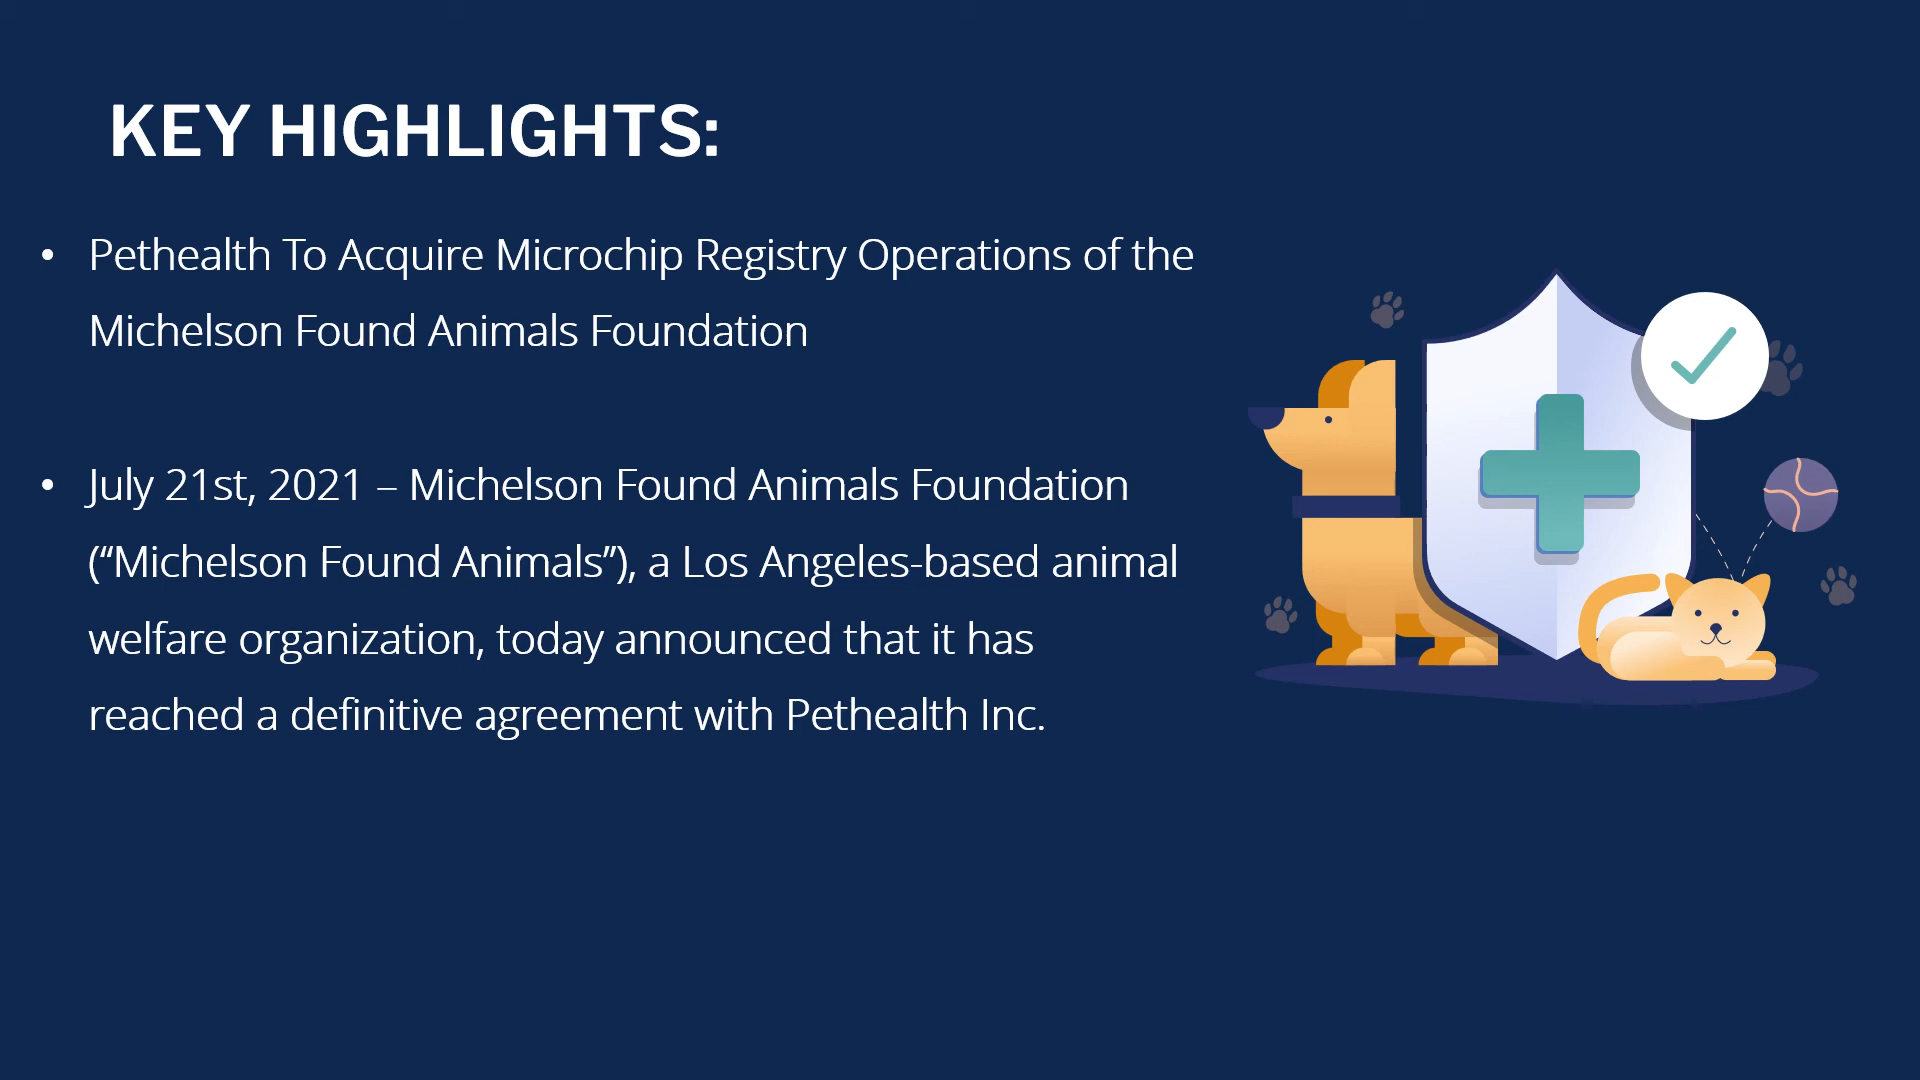 KEY HIGHLIGHTS:
• Pethealth To Acquire Microchip Registry Operations of the
Michelson Found Animals Foundation
• July 21st, 2021 – Michelson Found Animals Foundation
(“Michelson Found Animals”), a Los Angeles-based animal
welfare organization, today announced that it has
reached a definitive agreement with Pethealth Inc.